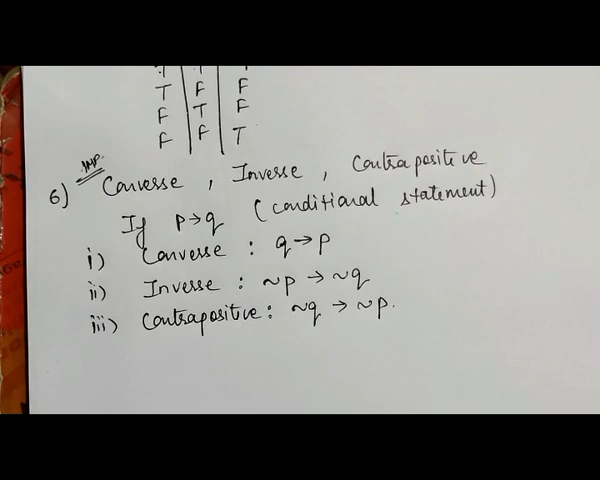 T F F
F T F
F F T
IMP.
6) Converse , Inverse , Contrapositive
If p→q (conditional statement)
i) Converse : q→p
ii) Inverse : ~p → ~q
iii) Contrapositive : ~q → ~p.